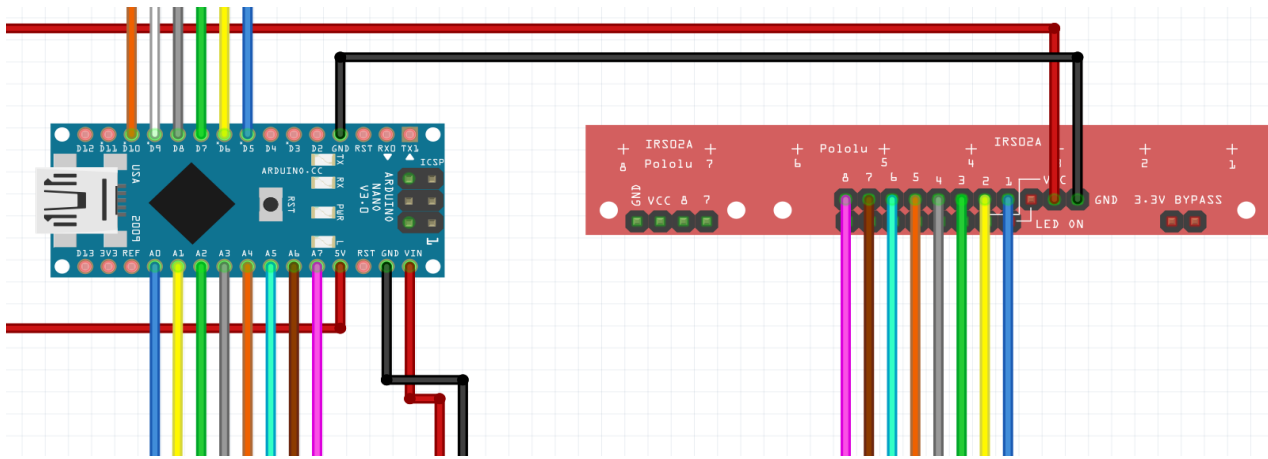 D12 D11 D10 D9 D8 D7 D6 D5 D4 D3 D2 GND RST RX0 TX1
USA
2009
ARDUINO.CC
RST
TX
RX
PWR
L
ARDUINO
NANO
V3.0
ICSP
1
D13 3V3 REF A0 A1 A2 A3 A4 A5 A6 A7 5V RST GND VIN
IRS02A
8 Pololu 7
6
Pololu
5
4
IRS02A
2
1
GND VCC 8 7
8 7 6 5 4 3 2 1
GND
3.3V BYPASS
LED ON